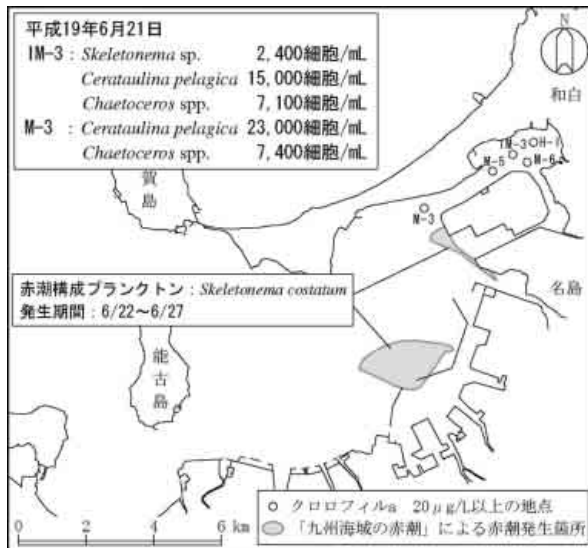 平成19年6月21日
IM-3：Skeletonema sp. 2,400細胞/mL
Cerataulina pelagica 15,000細胞/mL
Chaetoceros spp. 7,100細胞/mL
M-3：Cerataulina pelagica 23,000細胞/mL
Chaetoceros spp. 7,400細胞/mL
N
和白
IM-3
H-7
M-5
M-6
M-3
賀島
赤潮構成プランクトン：Skeletonema costatum
発生期間：6/22～6/27
名島
能古島
○ クロロフィルa 20μg/L以上の地点
「九州海域の赤潮」による赤潮発生箇所
0 2 4 6 km